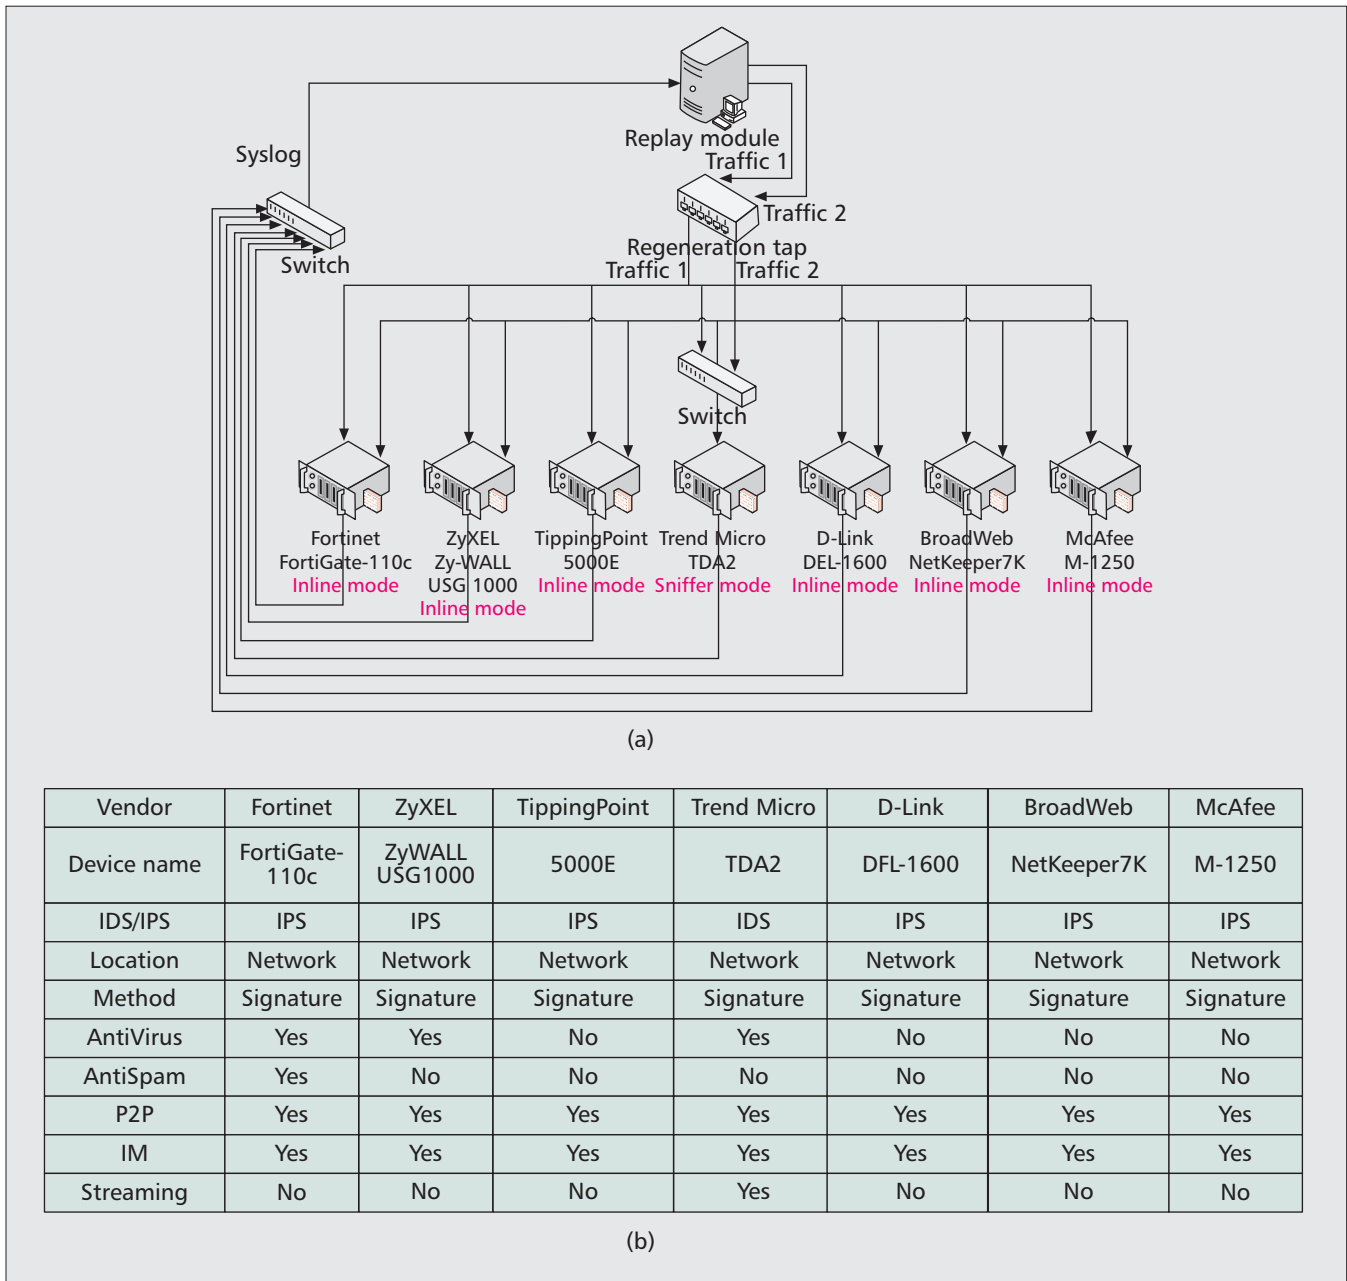 Replay module
Traffic 1
Syslog
Traffic 2
Regeneration tap
Switch
Traffic 1
Traffic 2
Switch
Fortinet
FortiGate-110c
Inline mode
ZyXEL
Zy-WALL
USG 1000
Inline mode
TippingPoint
5000E
Inline mode
Trend Micro
TDA2
Sniffer mode
D-Link
DEL-1600
Inline mode
BroadWeb
NetKeeper7K
Inline mode
McAfee
M-1250
Inline mode
(a)
Vendor Fortinet ZyXEL TippingPoint Trend Micro D-Link BroadWeb McAfee
Device name FortiGate-110c ZyWALL USG1000 5000E TDA2 DFL-1600 NetKeeper7K M-1250
IDS/IPS IPS IPS IPS IDS IPS IPS IPS
Location Network Network Network Network Network Network Network
Method Signature Signature Signature Signature Signature Signature Signature
AntiVirus Yes Yes No Yes No No No
AntiSpam Yes No No No No No No
P2P Yes Yes Yes Yes Yes Yes Yes
IM Yes Yes Yes Yes Yes Yes Yes
Streaming No No No Yes No No No
(b)